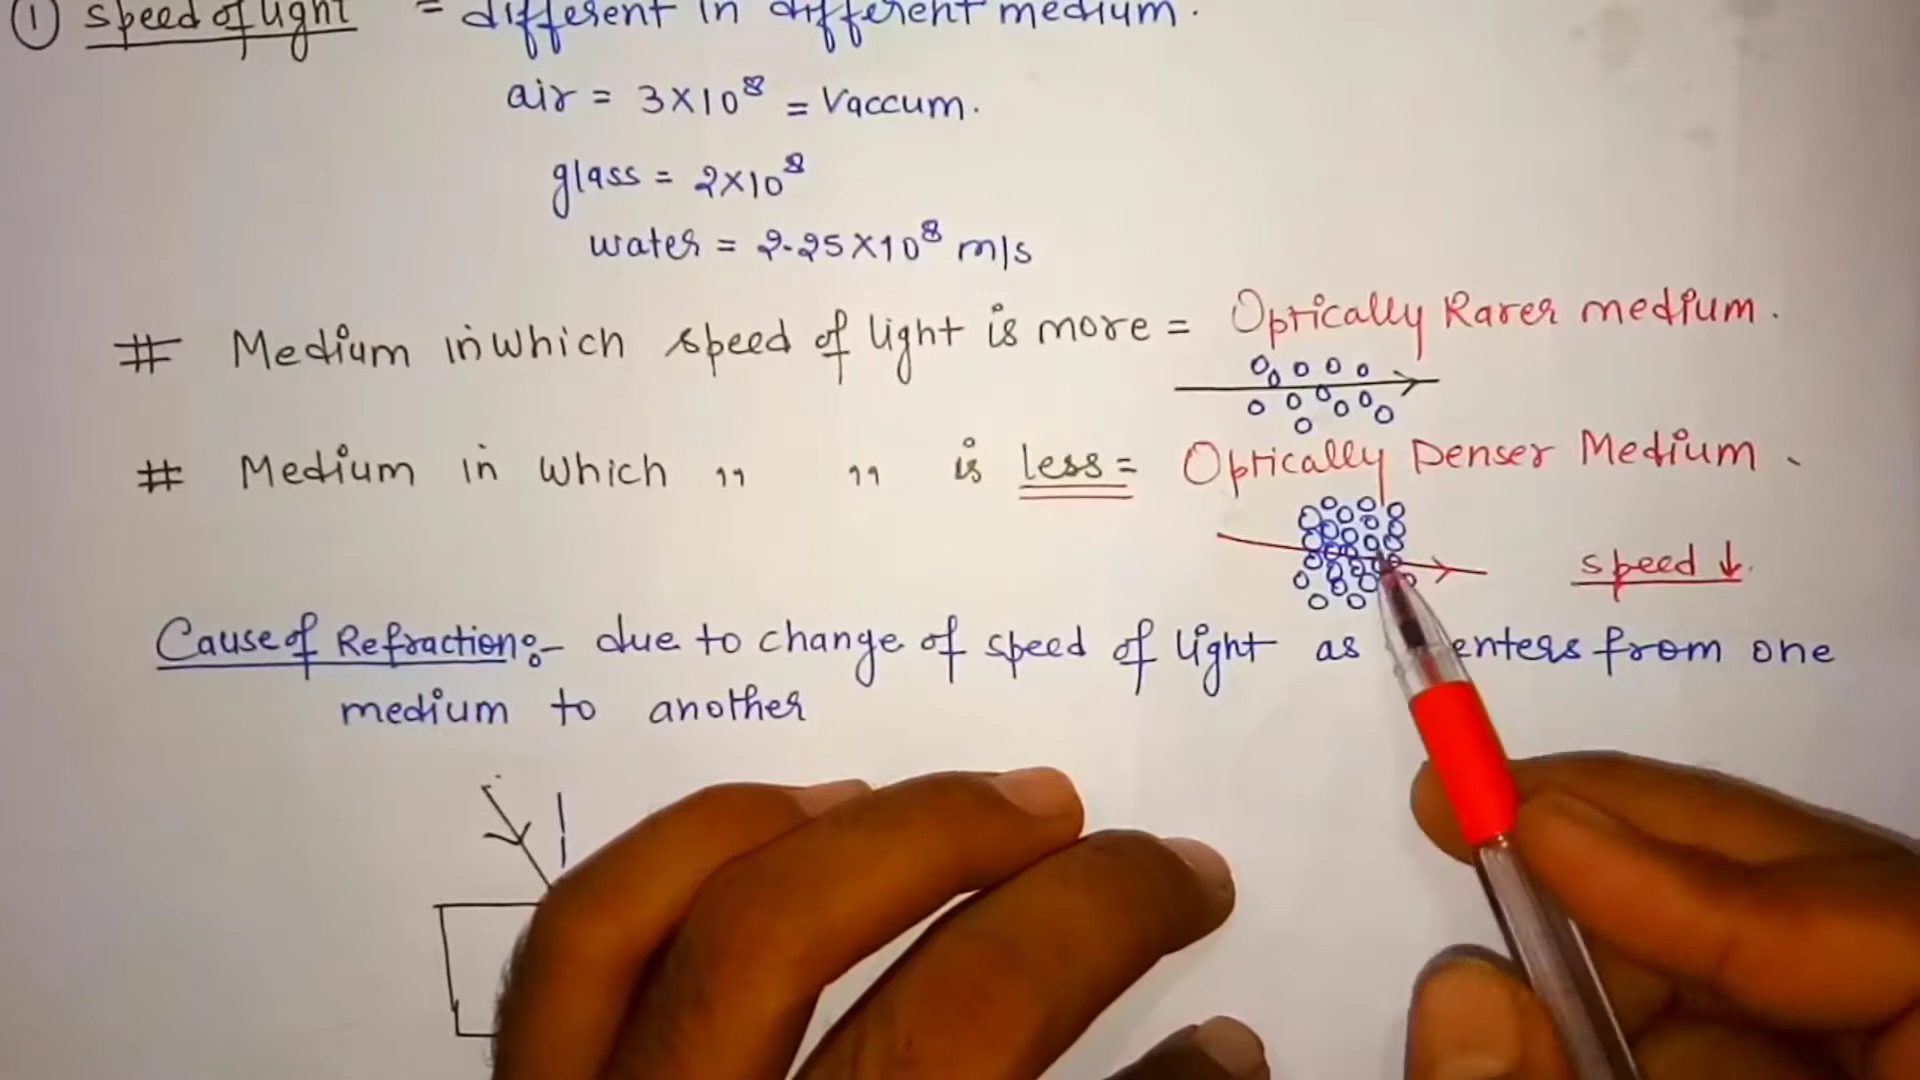 ① Speed of light = different in different medium.
air = 3×10⁸ = Vaccum.
glass = 2×10⁸
water = 2.25×10⁸ m/s
# Medium in which speed of light is more = Optically Rarer medium.
# Medium in which ,, ,, is less = Optically Denser Medium.
speed ↓.
Cause of Refraction:- due to change of speed of light as enters from one
medium to another